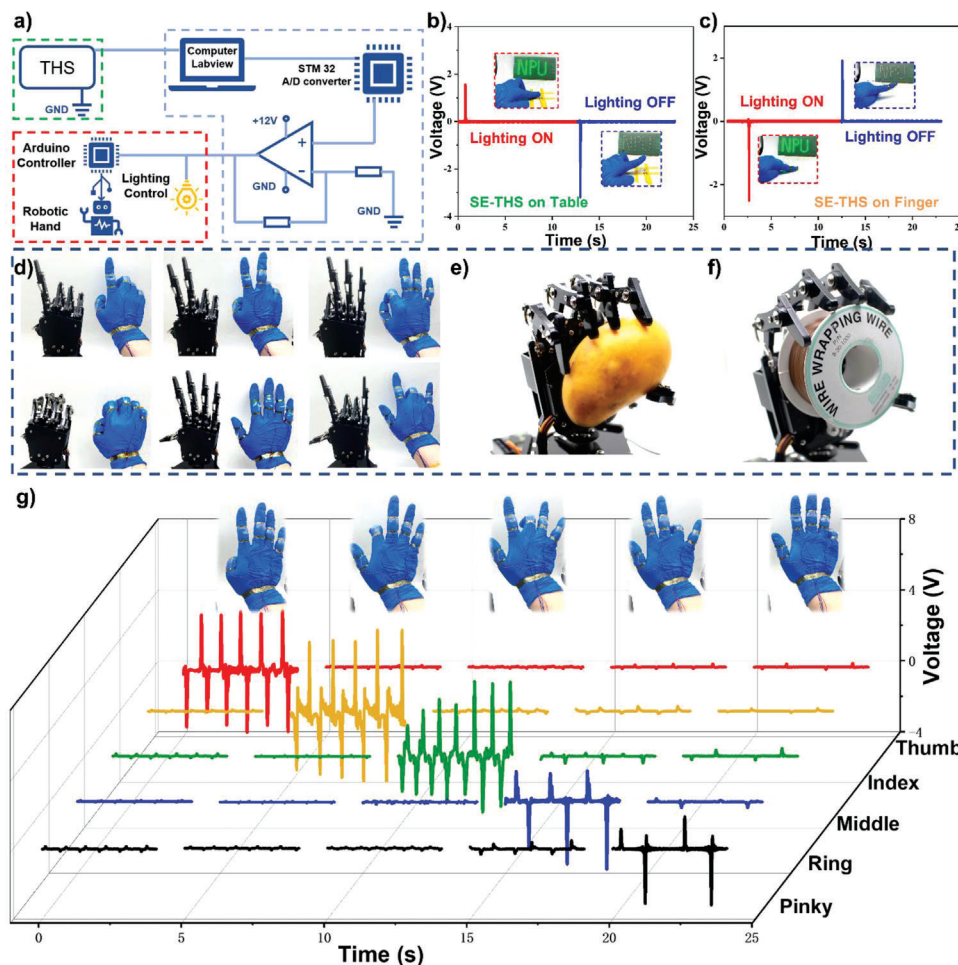 a)
THS
GND
Computer
Labview
STM 32
A/D converter
+12V
+
−
GND
GND
Arduino
Controller
Lighting
Control
Robotic
Hand
b)
Voltage (V)
4
2
0
-2
-4
NPU
Lighting ON
Lighting OFF
SE-THS on Table
0
5
10
15
20
25
Time (s)
c)
Voltage (V)
2
0
-2
Lighting ON
Lighting OFF
NPU
SE-THS on Finger
0
5
10
15
20
25
Time (s)
d)
e)
f)
WIRE WRAPPING WIRE
g)
8
4
0
−4
Voltage (V)
Thumb
Index
Middle
Ring
Pinky
0
5
10
15
20
25
Time (s)